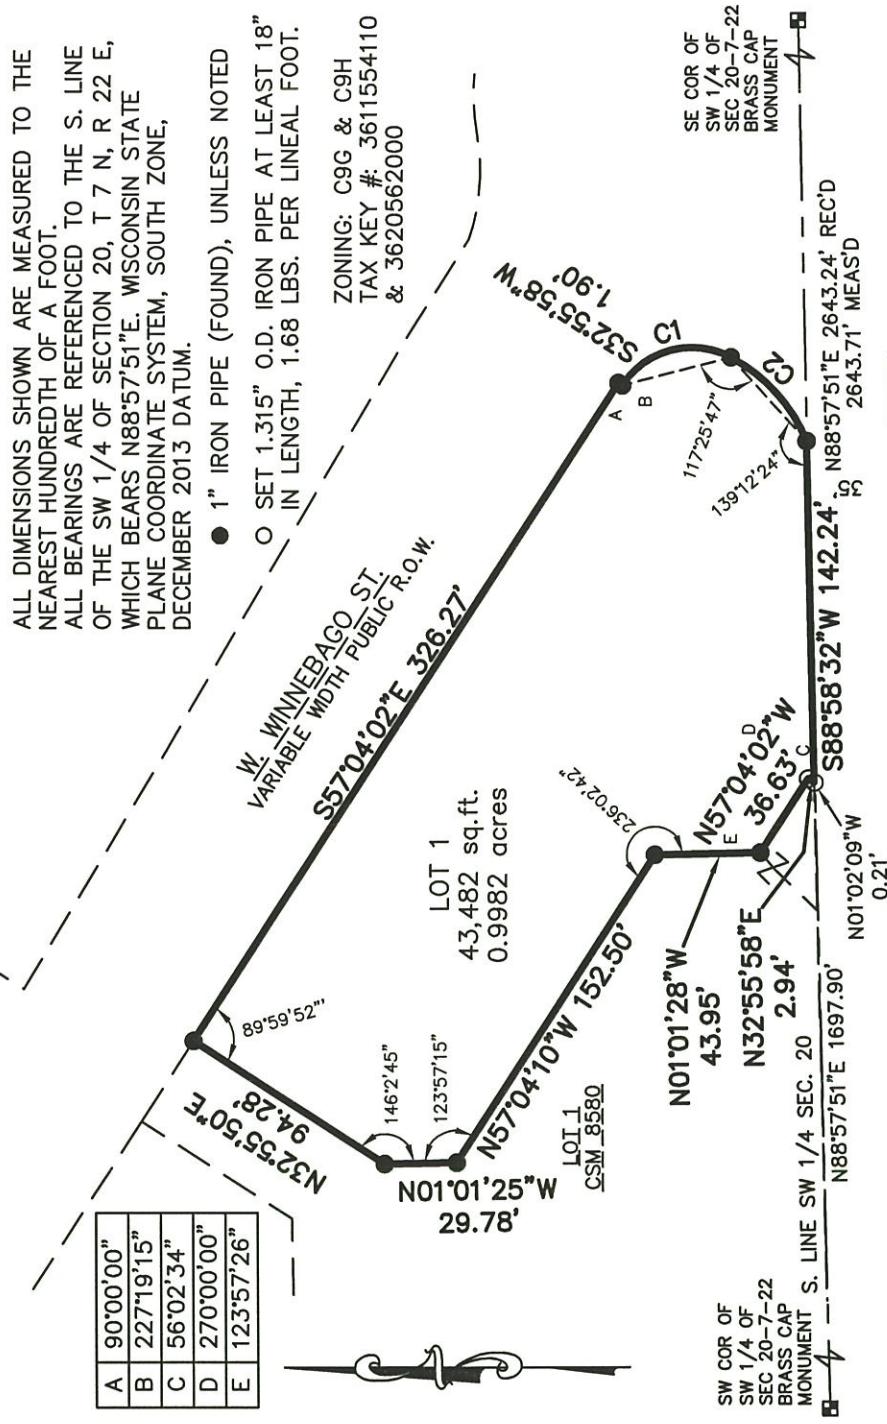 ALL DIMENSIONS SHOWN ARE MEASURED TO THE
NEAREST HUNDREDTH OF A FOOT.
ALL BEARINGS ARE REFERENCED TO THE S. LINE
OF THE SW 1/4 OF SECTION 20, T 7 N, R 22 E,
WHICH BEARS N88°57'51"E. WISCONSIN STATE
PLANE COORDINATE SYSTEM, SOUTH ZONE,
DECEMBER 2013 DATUM.
1" IRON PIPE (FOUND), UNLESS NOTED
SET 1.315" O.D. IRON PIPE AT LEAST 18"
IN LENGTH, 1.68 LBS. PER LINEAL FOOT.
ZONING: C9G & C9H
TAX KEY #: 3611554110
& 3620562000
A 90°00'00"
B 227°19'15"
C 56°02'34"
D 270°00'00"
E 123°57'26"
W. WINNEBAGO ST.
VARIABLE WIDTH PUBLIC R.O.W.
S57°04'02"E 326.27'
S32°55'58"W
1.90'
A
B
C1
C2
117°25'47"
139°12'24"
89°59'52"'
N32°55'50"E
94.28'
146°2'45"
123°57'15"
N01°01'25"W
29.78'
LOT 1
43,482 sq.ft.
0.9982 acres
N57°04'10"W 152.50'
LOT 1
CSM 8580
236°02'42"
E
N57°04'02"W
36.63'
D
C
N01°01'28"W
43.95'
N32°55'58"E
2.94'
S88°58'32"W 142.24'
35
N01°02'09"W
0.21'
SW COR OF
SW 1/4 OF
SEC 20-7-22
BRASS CAP
MONUMENT
S. LINE SW 1/4 SEC. 20
N88°57'51"E 1697.90'
N88°57'51"E 2643.24' REC'D
2643.71' MEAS'D
SE COR OF
SW 1/4 OF
SEC 20-7-22
BRASS CAP
MONUMENT